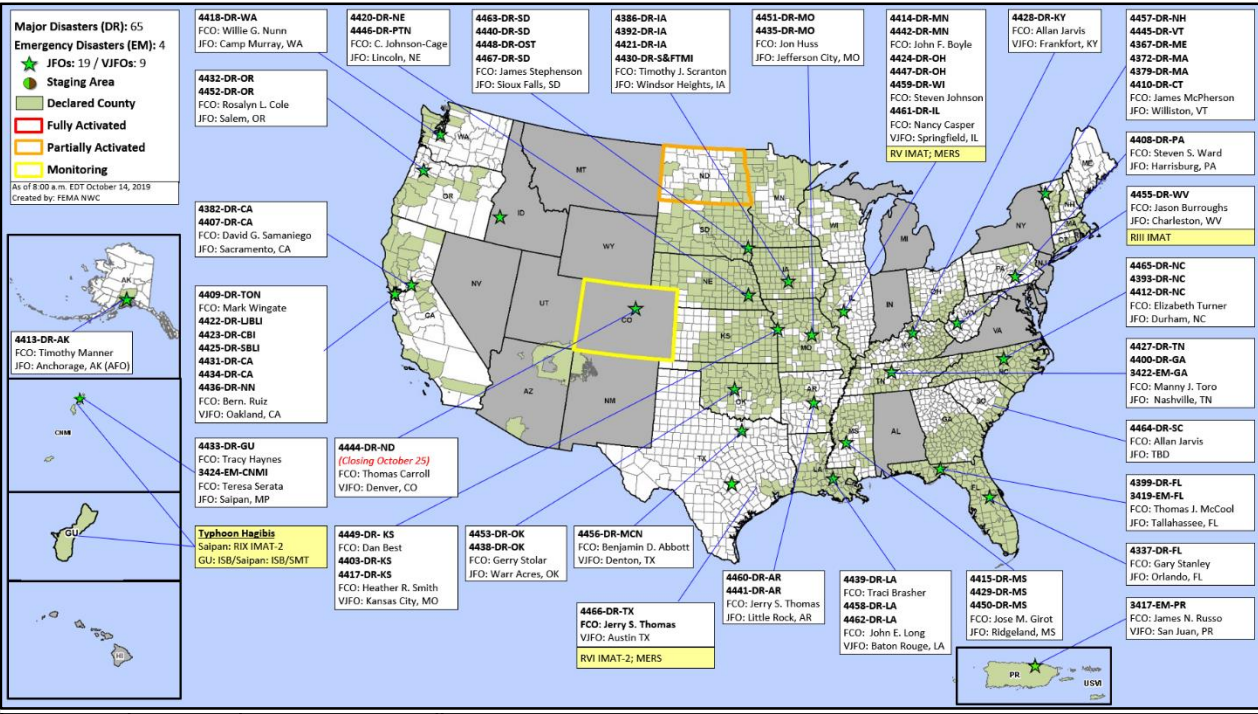 Major Disasters (DR): 65
Emergency Disasters (EM): 4
JFOs: 19 / VJFOs: 9
Staging Area
Declared County
Fully Activated
Partially Activated
Monitoring
As of 8:00 a.m. EDT October 14, 2019
Created by: FEMA NWC
4418-DR-WA
FCO: Willie G. Nunn
JFO: Camp Murray, WA
4420-DR-NE
4446-DR-PTN
FCO: C. Johnson-Cage
JFO: Lincoln, NE
4463-DR-SD
4440-DR-SD
4448-DR-OST
4467-DR-SD
FCO: James Stephenson
JFO: Sioux Falls, SD
4386-DR-IA
4392-DR-IA
4421-DR-IA
4430-DR-S&FTMI
FCO: Timothy J. Scranton
JFO: Windsor Heights, IA
4451-DR-MO
4435-DR-MO
FCO: Jon Huss
JFO: Jefferson City, MO
4414-DR-MN
4442-DR-MN
FCO: John F. Boyle
4424-DR-OH
4447-DR-OH
4459-DR-WI
FCO: Steven Johnson
4461-DR-IL
FCO: Nancy Casper
VJFO: Springfield, IL
RV IMAT; MERS
4428-DR-KY
FCO: Allan Jarvis
VJFO: Frankfort, KY
4457-DR-NH
4445-DR-VT
4367-DR-ME
4372-DR-MA
4379-DR-MA
4410-DR-CT
FCO: James McPherson
JFO: Williston, VT
4432-DR-OR
4452-DR-OR
FCO: Rosalyn L. Cole
JFO: Salem, OR
4408-DR-PA
FCO: Steven S. Ward
JFO: Harrisburg, PA
4382-DR-CA
4407-DR-CA
FCO: David G. Samaniego
JFO: Sacramento, CA
4455-DR-WV
FCO: Jason Burroughs
JFO: Charleston, WV
RIII IMAT
4409-DR-TON
FCO: Mark Wingate
4422-DR-LJBLI
4423-DR-CBI
4425-DR-SBLI
4431-DR-CA
4434-DR-CA
4436-DR-NN
FCO: Bern. Ruiz
VJFO: Oakland, CA
4465-DR-NC
4393-DR-NC
4412-DR-NC
FCO: Elizabeth Turner
JFO: Durham, NC
4413-DR-AK
FCO: Timothy Manner
JFO: Anchorage, AK (AFO)
4427-DR-TN
4400-DR-GA
3422-EM-GA
FCO: Manny J. Toro
JFO: Nashville, TN
4433-DR-GU
FCO: Tracy Haynes
3424-EM-CNMI
FCO: Teresa Serata
JFO: Saipan, MP
4444-DR-ND
(Closing October 25)
FCO: Thomas Carroll
VJFO: Denver, CO
4464-DR-SC
FCO: Allan Jarvis
JFO: TBD
4399-DR-FL
3419-EM-FL
FCO: Thomas J. McCool
JFO: Tallahassee, FL
Typhoon Hagibis
Saipan: RIX IMAT-2
GU: ISB/Saipan: ISB/SMT
4449-DR- KS
FCO: Dan Best
4403-DR-KS
4417-DR-KS
FCO: Heather R. Smith
VJFO: Kansas City, MO
4453-DR-OK
4438-DR-OK
FCO: Gerry Stolar
JFO: Warr Acres, OK
4456-DR-MCN
FCO: Benjamin D. Abbott
VJFO: Denton, TX
4466-DR-TX
FCO: Jerry S. Thomas
VJFO: Austin TX
RVI IMAT-2; MERS
4460-DR-AR
4441-DR-AR
FCO: Jerry S. Thomas
JFO: Little Rock, AR
4439-DR-LA
FCO: Traci Brasher
4458-DR-LA
4462-DR-LA
FCO: John E. Long
VJFO: Baton Rouge, LA
4415-DR-MS
4429-DR-MS
4450-DR-MS
FCO: Jose M. Girot
JFO: Ridgeland, MS
4337-DR-FL
FCO: Gary Stanley
JFO: Orlando, FL
3417-EM-PR
FCO: James N. Russo
VJFO: San Juan, PR
WA
MT
ND
MN
ME
OR
ID
WY
SD
WI
MI
NY
NH
MA
CT
NJ
PA
NV
UT
CO
NE
IA
IL
IN
OH
WV
VA
CA
KS
MO
KY
NC
TN
SC
AZ
NM
OK
AR
MS
AL
GA
TX
LA
FL
AK
CNMI
GU
HI
PR
USVI